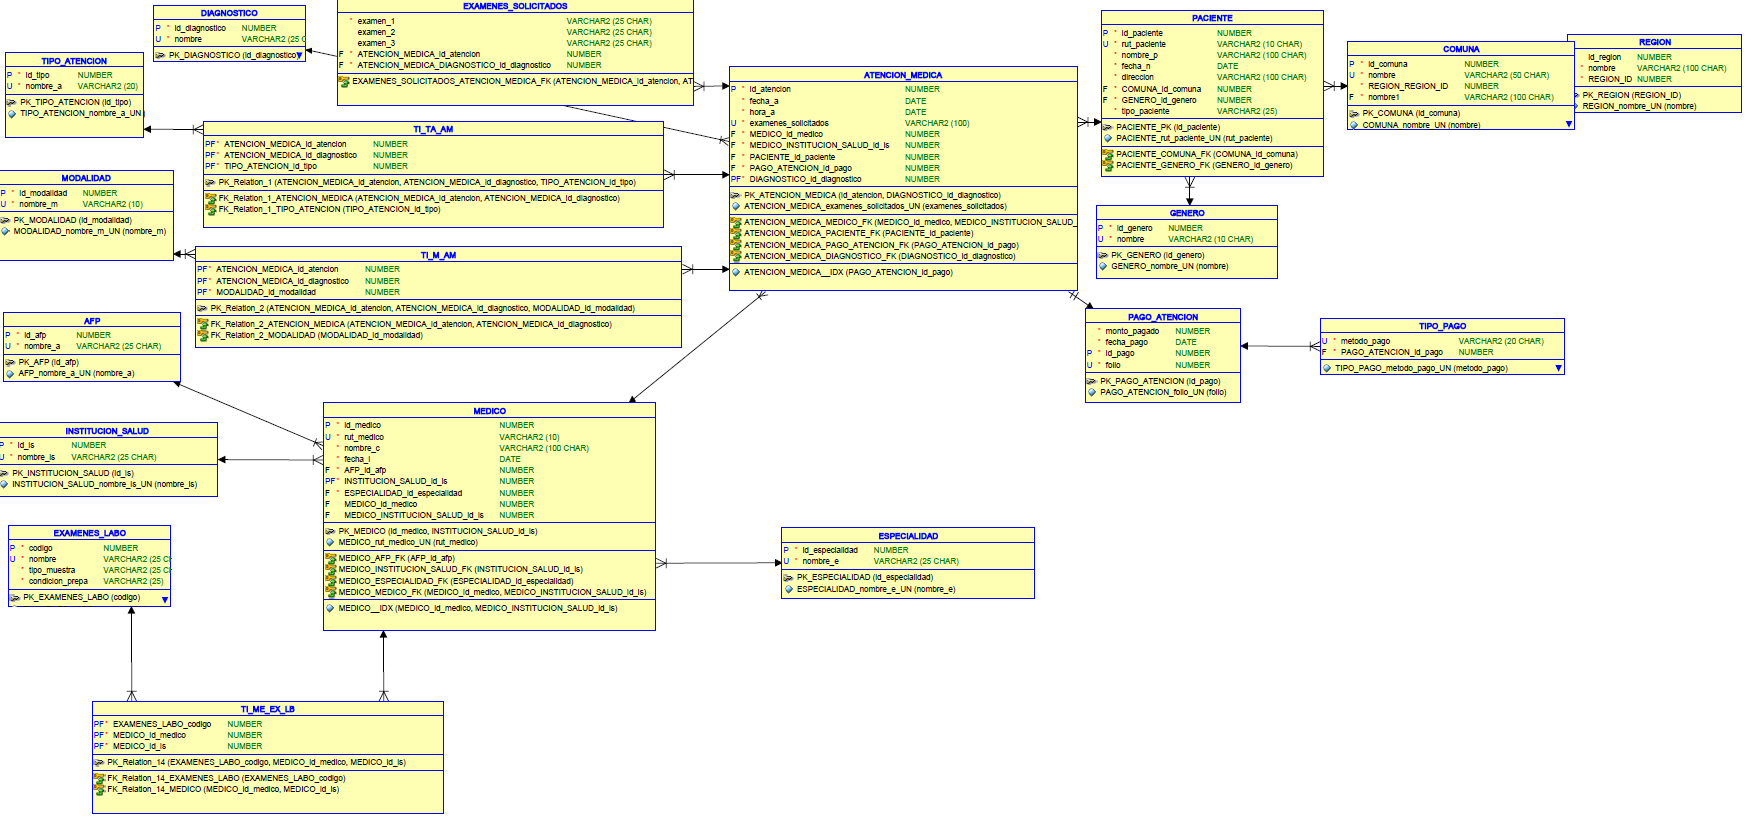 DIAGNOSTICO
P * id_diagnostico NUMBER
U * nombre VARCHAR2 (25 C
PK_DIAGNOSTICO (id_diagnostico)
EXAMENES_SOLICITADOS
* examen_1 VARCHAR2 (25 CHAR)
examen_2 VARCHAR2 (25 CHAR)
examen_3 VARCHAR2 (25 CHAR)
F * ATENCION_MEDICA_id_atencion NUMBER
F * ATENCION_MEDICA_DIAGNOSTICO_id_diagnostico NUMBER
EXAMENES_SOLICITADOS_ATENCION_MEDICA_FK (ATENCION_MEDICA_id_atencion, AT
PACIENTE
P * id_paciente NUMBER
U * rut_paciente VARCHAR2 (10 CHAR)
* nombre_p VARCHAR2 (100 CHAR)
* fecha_n DATE
* direccion VARCHAR2 (100 CHAR)
F * COMUNA_id_comuna NUMBER
F * GENERO_id_genero NUMBER
* tipo_paciente VARCHAR2 (25)
PACIENTE_PK (id_paciente)
PACIENTE_rut_paciente_UN (rut_paciente)
PACIENTE_COMUNA_FK (COMUNA_id_comuna)
PACIENTE_GENERO_FK (GENERO_id_genero)
COMUNA
P * id_comuna NUMBER
U * nombre VARCHAR2 (50 CHAR)
* REGION_REGION_ID NUMBER
F * nombre1 VARCHAR2 (100 CHAR)
PK_COMUNA (id_comuna)
COMUNA_nombre_UN (nombre)
REGION
id_region NUMBER
* nombre VARCHAR2 (100 CHAR)
* REGION_ID NUMBER
PK_REGION (REGION_ID)
REGION_nombre_UN (nombre)
TIPO_ATENCION
P * id_tipo NUMBER
U * nombre_a VARCHAR2 (20)
PK_TIPO_ATENCION (id_tipo)
TIPO_ATENCION_nombre_a_UN
ATENCION_MEDICA
P * id_atencion NUMBER
* fecha_a DATE
* hora_a DATE
U * examenes_solicitados VARCHAR2 (100)
F * MEDICO_id_medico NUMBER
F * MEDICO_INSTITUCION_SALUD_id_is NUMBER
F * PACIENTE_id_paciente NUMBER
F * PAGO_ATENCION_id_pago NUMBER
PF* DIAGNOSTICO_id_diagnostico NUMBER
PK_ATENCION_MEDICA (id_atencion, DIAGNOSTICO_id_diagnostico)
ATENCION_MEDICA_examenes_solicitados_UN (examenes_solicitados)
ATENCION_MEDICA_MEDICO_FK (MEDICO_id_medico, MEDICO_INSTITUCION_SALUD_
ATENCION_MEDICA_PACIENTE_FK (PACIENTE_id_paciente)
ATENCION_MEDICA_PAGO_ATENCION_FK (PAGO_ATENCION_id_pago)
ATENCION_MEDICA_DIAGNOSTICO_FK (DIAGNOSTICO_id_diagnostico)
ATENCION_MEDICA__IDX (PAGO_ATENCION_id_pago)
TI_TA_AM
PF* ATENCION_MEDICA_id_atencion NUMBER
PF* ATENCION_MEDICA_id_diagnostico NUMBER
PF* TIPO_ATENCION_id_tipo NUMBER
PK_Relation_1 (ATENCION_MEDICA_id_atencion, ATENCION_MEDICA_id_diagnostico, TIPO_ATENCION_id_tipo)
FK_Relation_1_ATENCION_MEDICA (ATENCION_MEDICA_id_atencion, ATENCION_MEDICA_id_diagnostico)
FK_Relation_1_TIPO_ATENCION (TIPO_ATENCION_id_tipo)
MODALIDAD
P * id_modalidad NUMBER
U * nombre_m VARCHAR2 (10)
PK_MODALIDAD (id_modalidad)
MODALIDAD_nombre_m_UN (nombre_m)
GENERO
P * id_genero NUMBER
U * nombre VARCHAR2 (10 CHAR)
PK_GENERO (id_genero)
GENERO_nombre_UN (nombre)
TI_M_AM
PF* ATENCION_MEDICA_id_atencion NUMBER
PF* ATENCION_MEDICA_id_diagnostico NUMBER
PF* MODALIDAD_id_modalidad NUMBER
PK_Relation_2 (ATENCION_MEDICA_id_atencion, ATENCION_MEDICA_id_diagnostico, MODALIDAD_id_modalidad)
FK_Relation_2_ATENCION_MEDICA (ATENCION_MEDICA_id_atencion, ATENCION_MEDICA_id_diagnostico)
FK_Relation_2_MODALIDAD (MODALIDAD_id_modalidad)
AFP
P * id_afp NUMBER
U * nombre_a VARCHAR2 (25 CHAR)
PK_AFP (id_afp)
AFP_nombre_a_UN (nombre_a)
PAGO_ATENCION
* monto_pagado NUMBER
* fecha_pago DATE
P * id_pago NUMBER
U * folio NUMBER
PK_PAGO_ATENCION (id_pago)
PAGO_ATENCION_folio_UN (folio)
TIPO_PAGO
U * metodo_pago VARCHAR2 (20 CHAR)
F * PAGO_ATENCION_id_pago NUMBER
TIPO_PAGO_metodo_pago_UN (metodo_pago)
INSTITUCION_SALUD
P * id_is NUMBER
U * nombre_is VARCHAR2 (25 CHAR)
PK_INSTITUCION_SALUD (id_is)
INSTITUCION_SALUD_nombre_is_UN (nombre_is)
MEDICO
P * id_medico NUMBER
U * rut_medico VARCHAR2 (10)
* nombre_c VARCHAR2 (100 CHAR)
* fecha_i DATE
F * AFP_id_afp NUMBER
PF* INSTITUCION_SALUD_id_is NUMBER
F * ESPECIALIDAD_id_especialidad NUMBER
F MEDICO_id_medico NUMBER
F MEDICO_INSTITUCION_SALUD_id_is NUMBER
PK_MEDICO (id_medico, INSTITUCION_SALUD_id_is)
MEDICO_rut_medico_UN (rut_medico)
MEDICO_AFP_FK (AFP_id_afp)
MEDICO_INSTITUCION_SALUD_FK (INSTITUCION_SALUD_id_is)
MEDICO_ESPECIALIDAD_FK (ESPECIALIDAD_id_especialidad)
MEDICO_MEDICO_FK (MEDICO_id_medico, MEDICO_INSTITUCION_SALUD_id_is)
MEDICO__IDX (MEDICO_id_medico, MEDICO_INSTITUCION_SALUD_id_is)
EXAMENES_LABO
P * codigo NUMBER
U * nombre VARCHAR2 (25 C
* tipo_muestra VARCHAR2 (25 C
* condicion_prepa VARCHAR2 (25)
PK_EXAMENES_LABO (codigo)
ESPECIALIDAD
P * id_especialidad NUMBER
U * nombre_e VARCHAR2 (25 CHAR)
PK_ESPECIALIDAD (id_especialidad)
ESPECIALIDAD_nombre_e_UN (nombre_e)
TI_ME_EX_LB
PF* EXAMENES_LABO_codigo NUMBER
PF* MEDICO_id_medico NUMBER
PF* MEDICO_id_is NUMBER
PK_Relation_14 (EXAMENES_LABO_codigo, MEDICO_id_medico, MEDICO_id_is)
FK_Relation_14_EXAMENES_LABO (EXAMENES_LABO_codigo)
FK_Relation_14_MEDICO (MEDICO_id_medico, MEDICO_id_is)